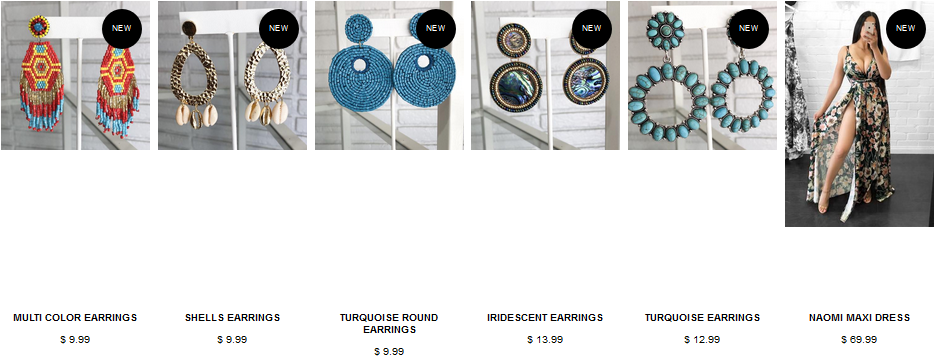 NEW
NEW
NEW
NEW
NEW
NEW
MULTI COLOR EARRINGS
$ 9.99
SHELLS EARRINGS
$ 9.99
TURQUOISE ROUND
EARRINGS
$ 9.99
IRIDESCENT EARRINGS
$ 13.99
TURQUOISE EARRINGS
$ 12.99
NAOMI MAXI DRESS
$ 69.99